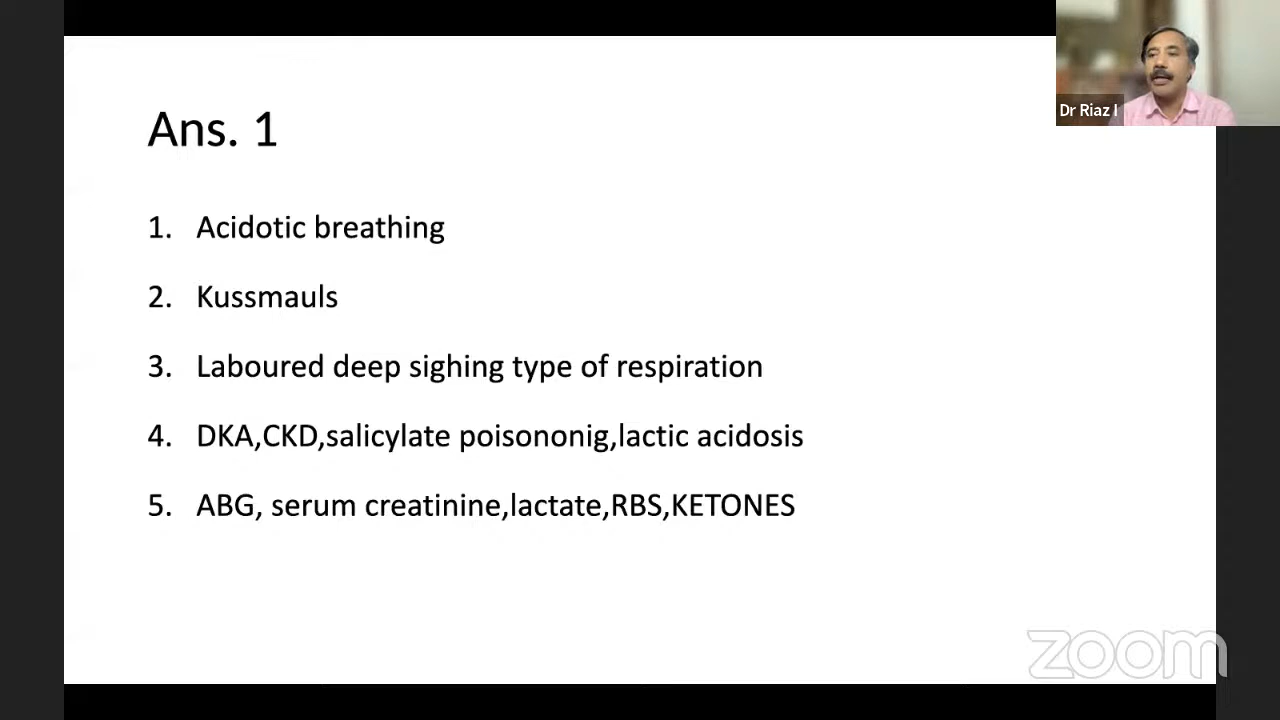 Dr Riaz I
Ans. 1
1. Acidotic breathing
2. Kussmauls
3. Laboured deep sighing type of respiration
4. DKA,CKD,salicylate poisononig,lactic acidosis
5. ABG, serum creatinine,lactate,RBS,KETONES
zoom